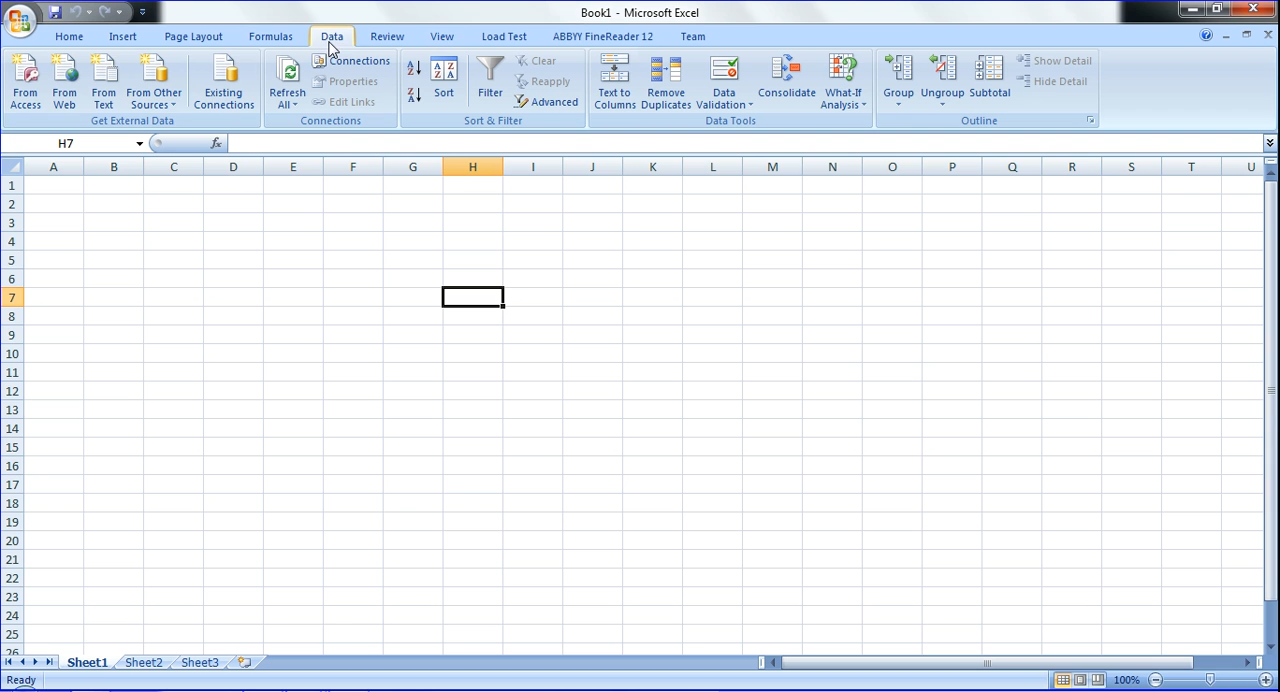 Book1 - Microsoft Excel
Home Insert Page Layout Formulas Data Review View Load Test ABBYY FineReader 12 Team
From Access
From Web
From Text
From Other Sources
Existing Connections
Get External Data
Refresh All
Connections
Properties
Edit Links
Connections
Sort
Filter
Clear
Reapply
Advanced
Sort & Filter
Text to Columns
Remove Duplicates
Data Validation
Consolidate
What-If Analysis
Data Tools
Group
Ungroup
Subtotal
Show Detail
Hide Detail
Outline
H7 fx
A B C D E F G H I J K L M N O P Q R S T U
1
2
3
4
5
6
7
8
9
10
11
12
13
14
15
16
17
18
19
20
21
22
23
24
25
26
Sheet1 Sheet2 Sheet3
Ready 100%